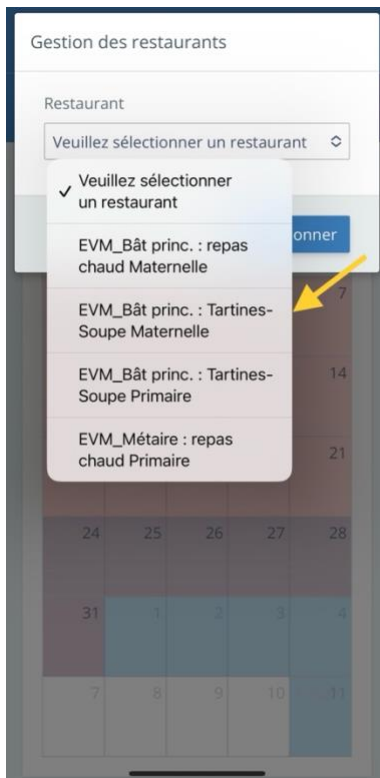 Gestion des restaurants
Restaurant
Veuillez sélectionner un restaurant
✓ Veuillez sélectionner
un restaurant
onner
EVM_Bât princ. : repas
chaud Maternelle
7
EVM_Bât princ. : Tartines-
Soupe Maternelle
EVM_Bât princ. : Tartines-
Soupe Primaire
14
EVM_Métaire : repas
chaud Primaire
21
24 25 26 27 28
31 1 2 3 4
7 8 9 10 11